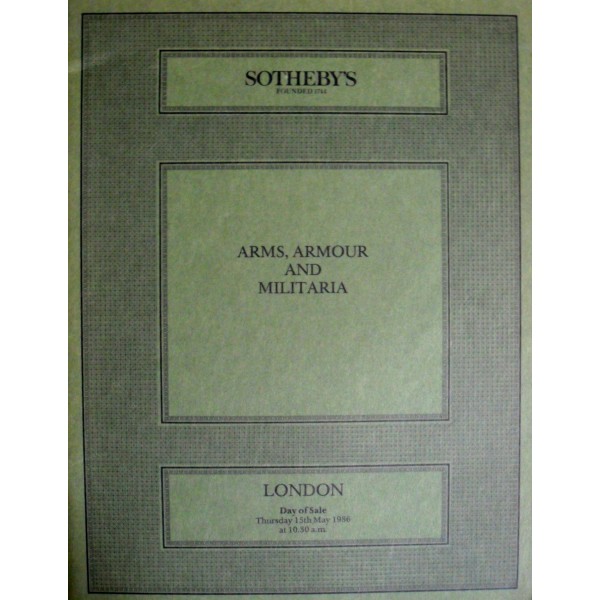 SOTHEBY'S
FOUNDED 1744
ARMS, ARMOUR
AND
MILITARIA
LONDON
Day of Sale
Thursday 15th May 1986
at 10.30 a.m.